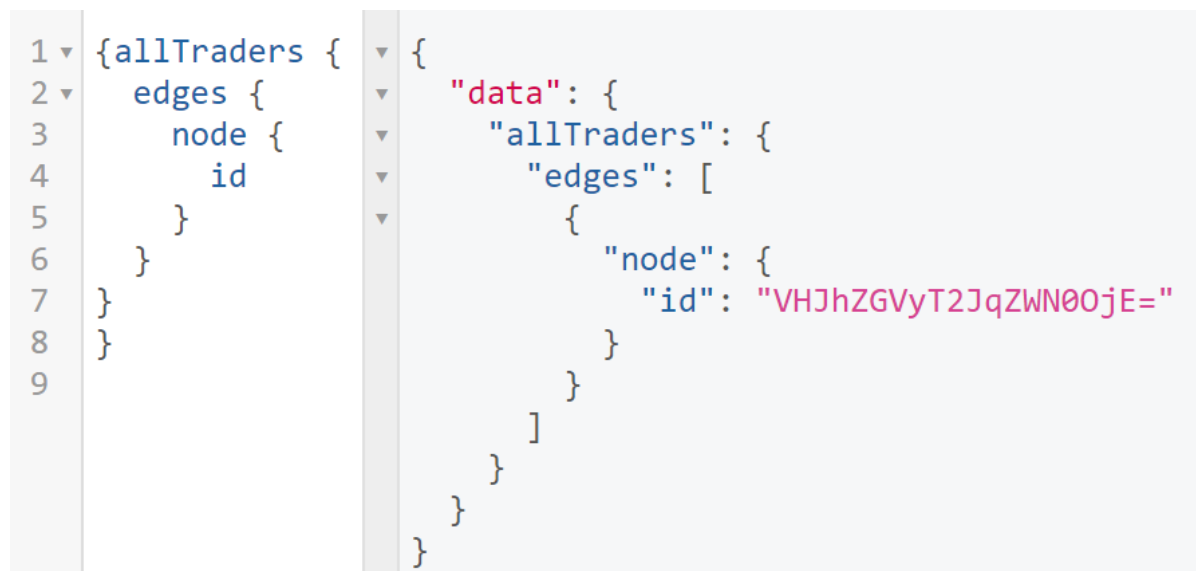 1 {allTraders {
2 edges {
3 node {
4 id
5 }
6 }
7 }
8 }
9
{
"data": {
"allTraders": {
"edges": [
{
"node": {
"id": "VHJhZGVyT2JqZWN0OjE="
}
}
]
}
}
}